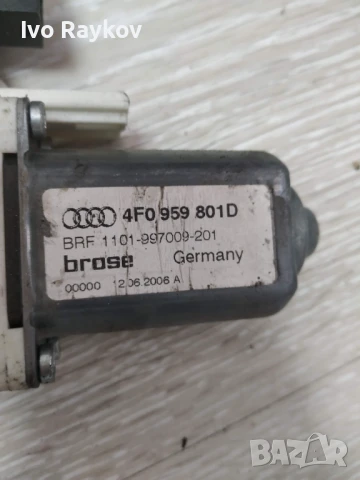 Ivo Raykov
4F0 959 801D
BRF 1101-997009-201
brose Germany
00000 12.06.2006 A
BAZAR
bg